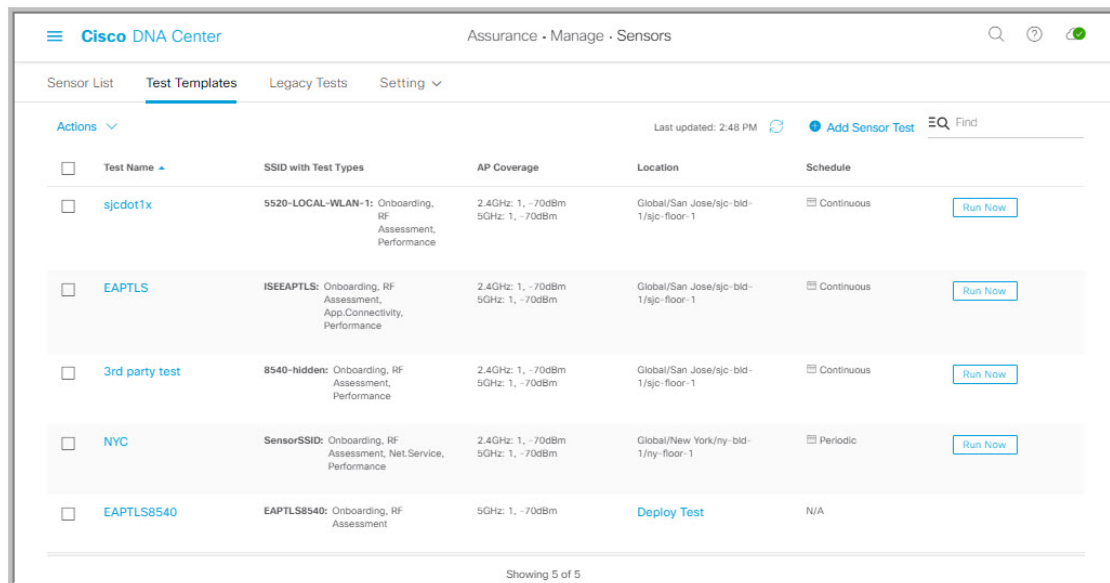 Cisco DNA Center
Assurance • Manage • Sensors
Sensor List Test Templates Legacy Tests Setting
Actions
Last updated: 2:48 PM
Add Sensor Test
Find
Test Name SSID with Test Types AP Coverage Location Schedule
sjcdot1x
5520-LOCAL-WLAN-1: Onboarding,
RF
Assessment,
Performance
2.4GHz: 1, -70dBm
5GHz: 1, -70dBm
Global/San Jose/sjc-bld-
1/sjc-floor-1
Continuous
Run Now
EAPTLS
ISEEAPTLS: Onboarding, RF
Assessment,
App.Connectivity,
Performance
2.4GHz: 1, -70dBm
5GHz: 1, -70dBm
Global/San Jose/sjc-bld-
1/sjc-floor-1
Continuous
Run Now
3rd party test
8540-hidden: Onboarding, RF
Assessment,
Performance
2.4GHz: 1, -70dBm
5GHz: 1, -70dBm
Global/San Jose/sjc-bld-
1/sjc-floor-1
Continuous
Run Now
NYC
SensorSSID: Onboarding, RF
Assessment, Net.Service,
Performance
2.4GHz: 1, -70dBm
5GHz: 1, -70dBm
Global/New York/ny-bld-
1/ny-floor-1
Periodic
Run Now
EAPTLS8540
EAPTLS8540: Onboarding, RF
Assessment
5GHz: 1, -70dBm
Deploy Test
N/A
Showing 5 of 5